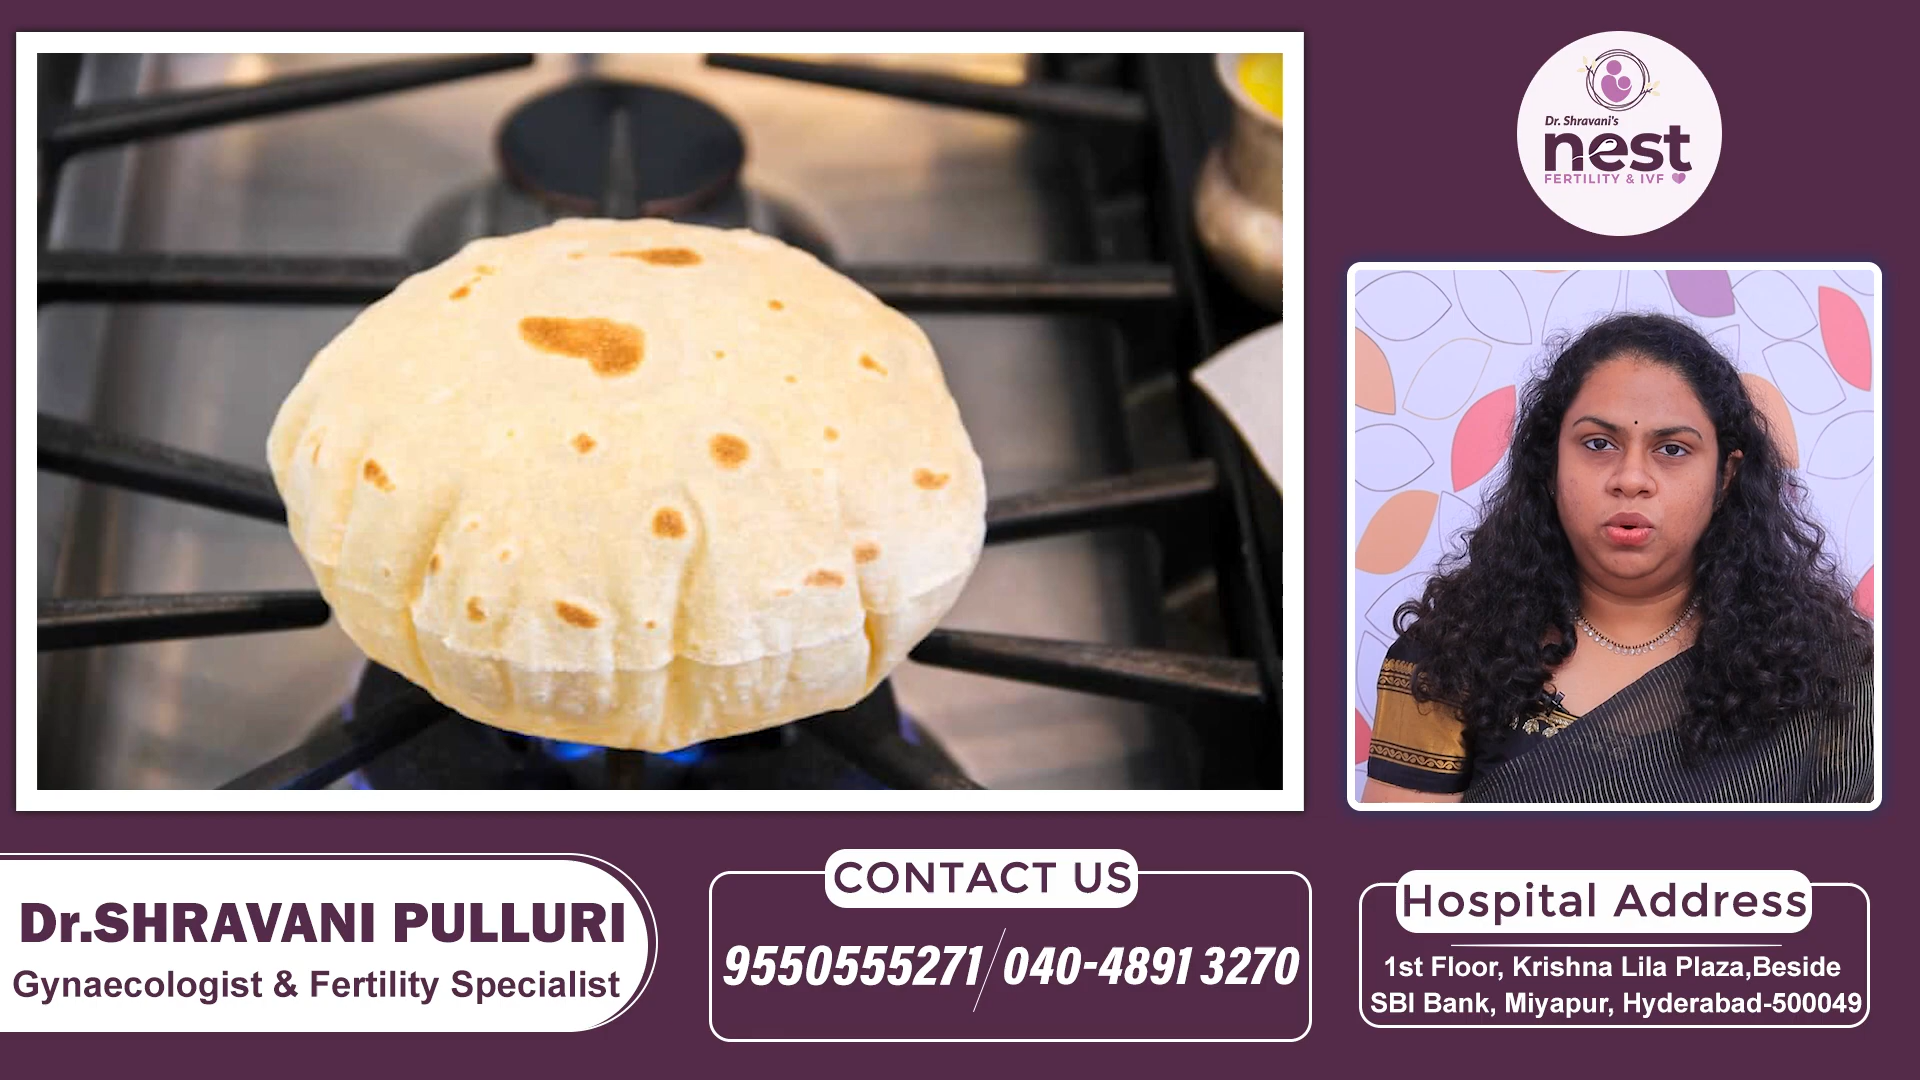 Dr. Shravani's
nest
FERTILITY & IVF
Dr.SHRAVANI PULLURI
Gynaecologist & Fertility Specialist
CONTACT US
9550555271/040-4891 3270
Hospital Address
1st Floor, Krishna Lila Plaza,Beside
SBI Bank, Miyapur, Hyderabad-500049